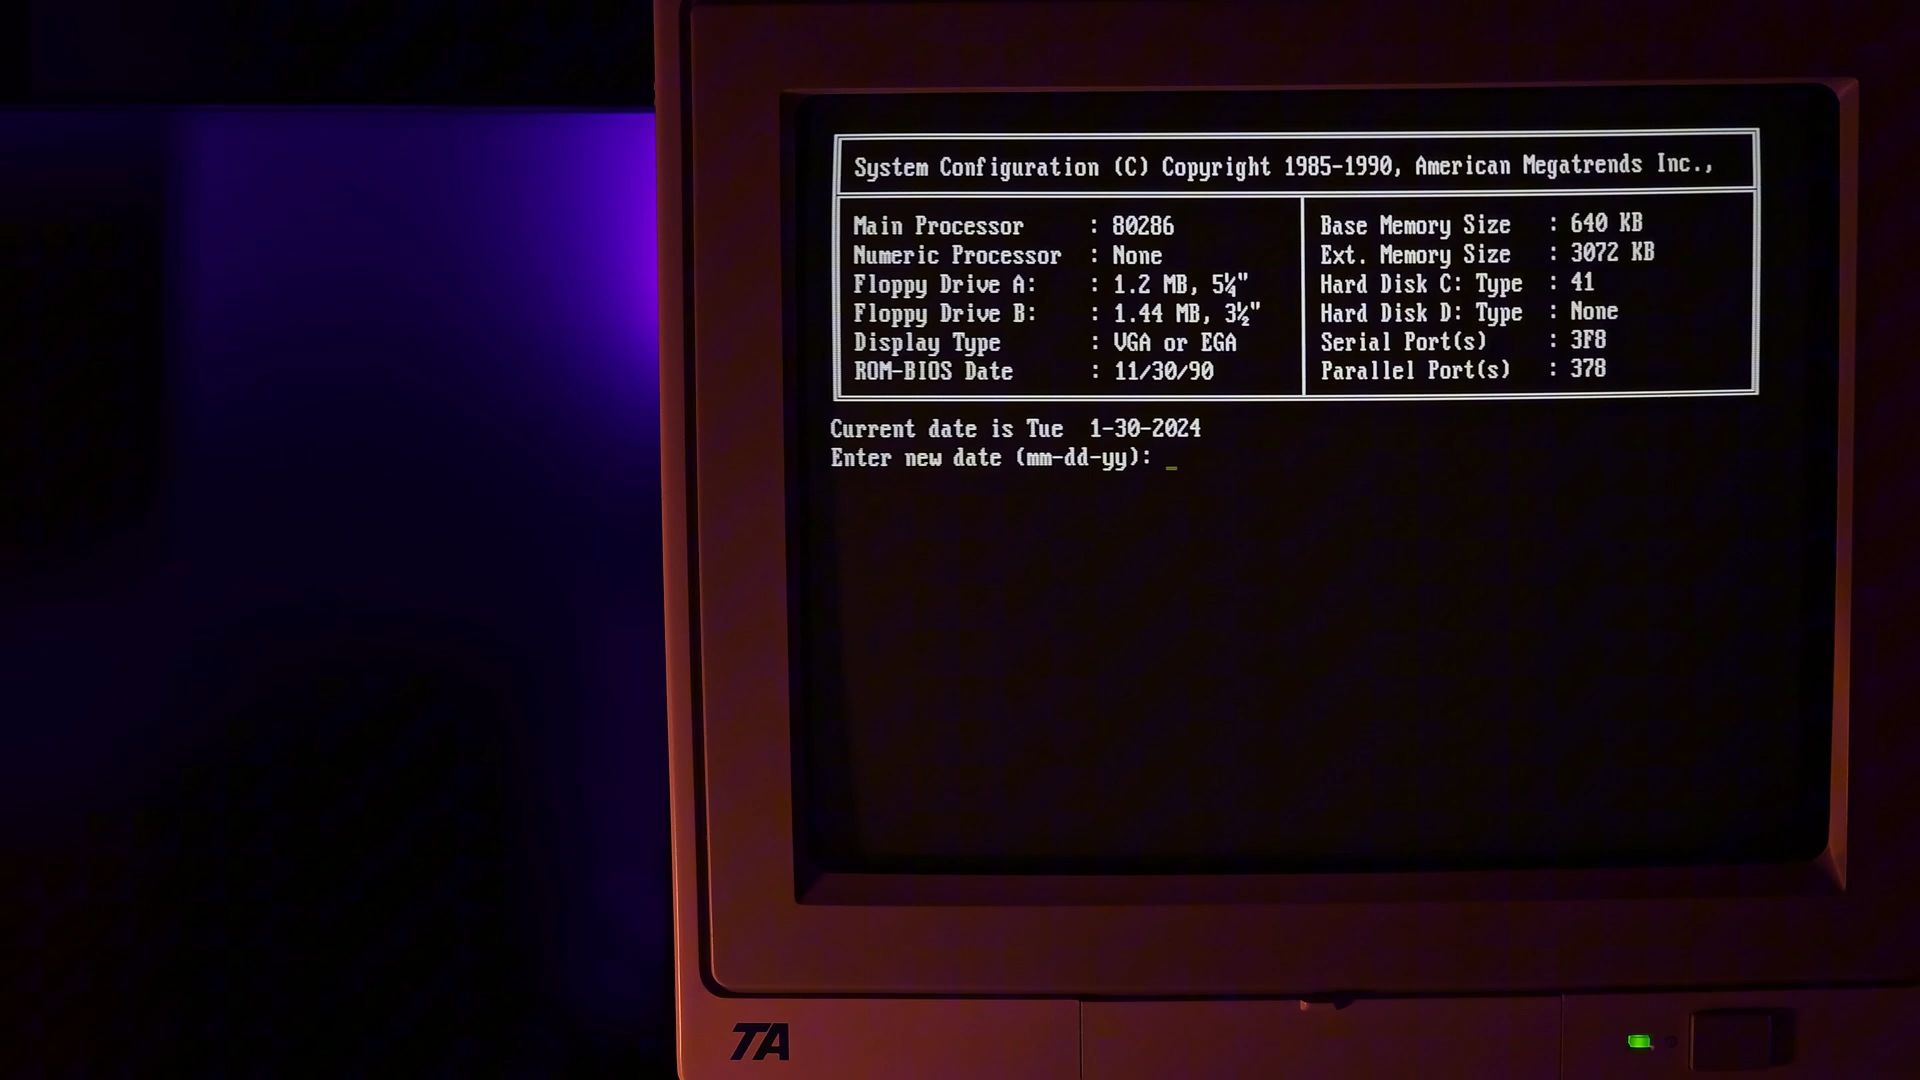 System Configuration (C) Copyright 1985-1990, American Megatrends Inc.,
Main Processor : 80286
Numeric Processor : None
Floppy Drive A: : 1.2 MB, 5¼"
Floppy Drive B: : 1.44 MB, 3½"
Display Type : VGA or EGA
ROM-BIOS Date : 11/30/90
Base Memory Size : 640 KB
Ext. Memory Size : 3072 KB
Hard Disk C: Type : 41
Hard Disk D: Type : None
Serial Port(s) : 3F8
Parallel Port(s) : 378
Current date is Tue 1-30-2024
Enter new date (mm-dd-yy): _
TA